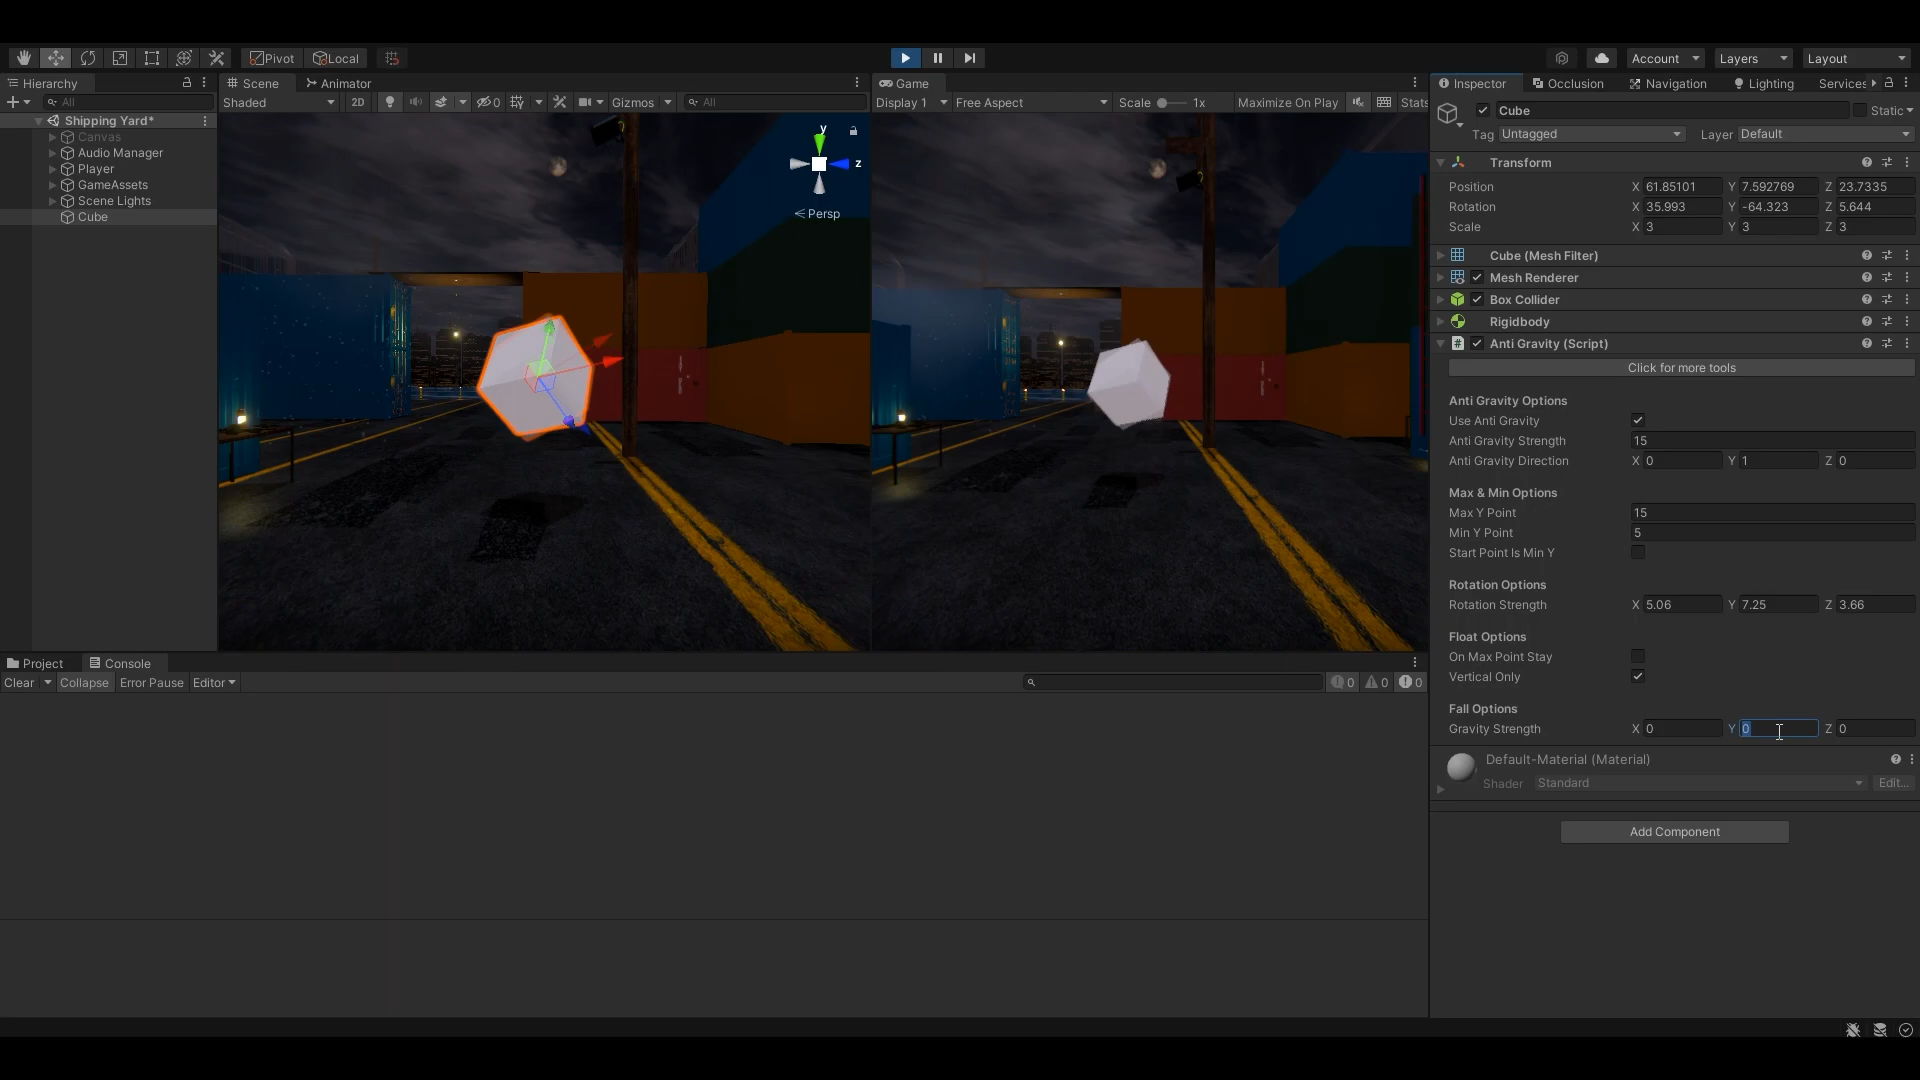 Pivot Local Account Layers Layout
Hierarchy
All
Shipping Yard*
Canvas
Audio Manager
Player
GameAssets
Scene Lights
Cube
Scene Animator
Shaded 2D 0 Gizmos All
y
z
Persp
Game
Display 1 Free Aspect Scale 1x Maximize On Play Stats
Project Console
Clear Collapse Error Pause Editor 0 0 0
Inspector Occlusion Navigation Lighting Services
Cube Static
Tag Untagged Layer Default
Transform
Position X 61.85101 Y 7.592769 Z 23.7335
Rotation X 35.993 Y -64.323 Z 5.644
Scale X 3 Y 3 Z 3
Cube (Mesh Filter)
Mesh Renderer
Box Collider
Rigidbody
# Anti Gravity (Script)
Click for more tools
Anti Gravity Options
Use Anti Gravity
Anti Gravity Strength 15
Anti Gravity Direction X 0 Y 1 Z 0
Max & Min Options
Max Y Point 15
Min Y Point 5
Start Point Is Min Y
Rotation Options
Rotation Strength X 5.06 Y 7.25 Z 3.66
Float Options
On Max Point Stay
Vertical Only
Fall Options
Gravity Strength X 0 Y 0 Z 0
Default-Material (Material)
Shader Standard Edit...
Add Component